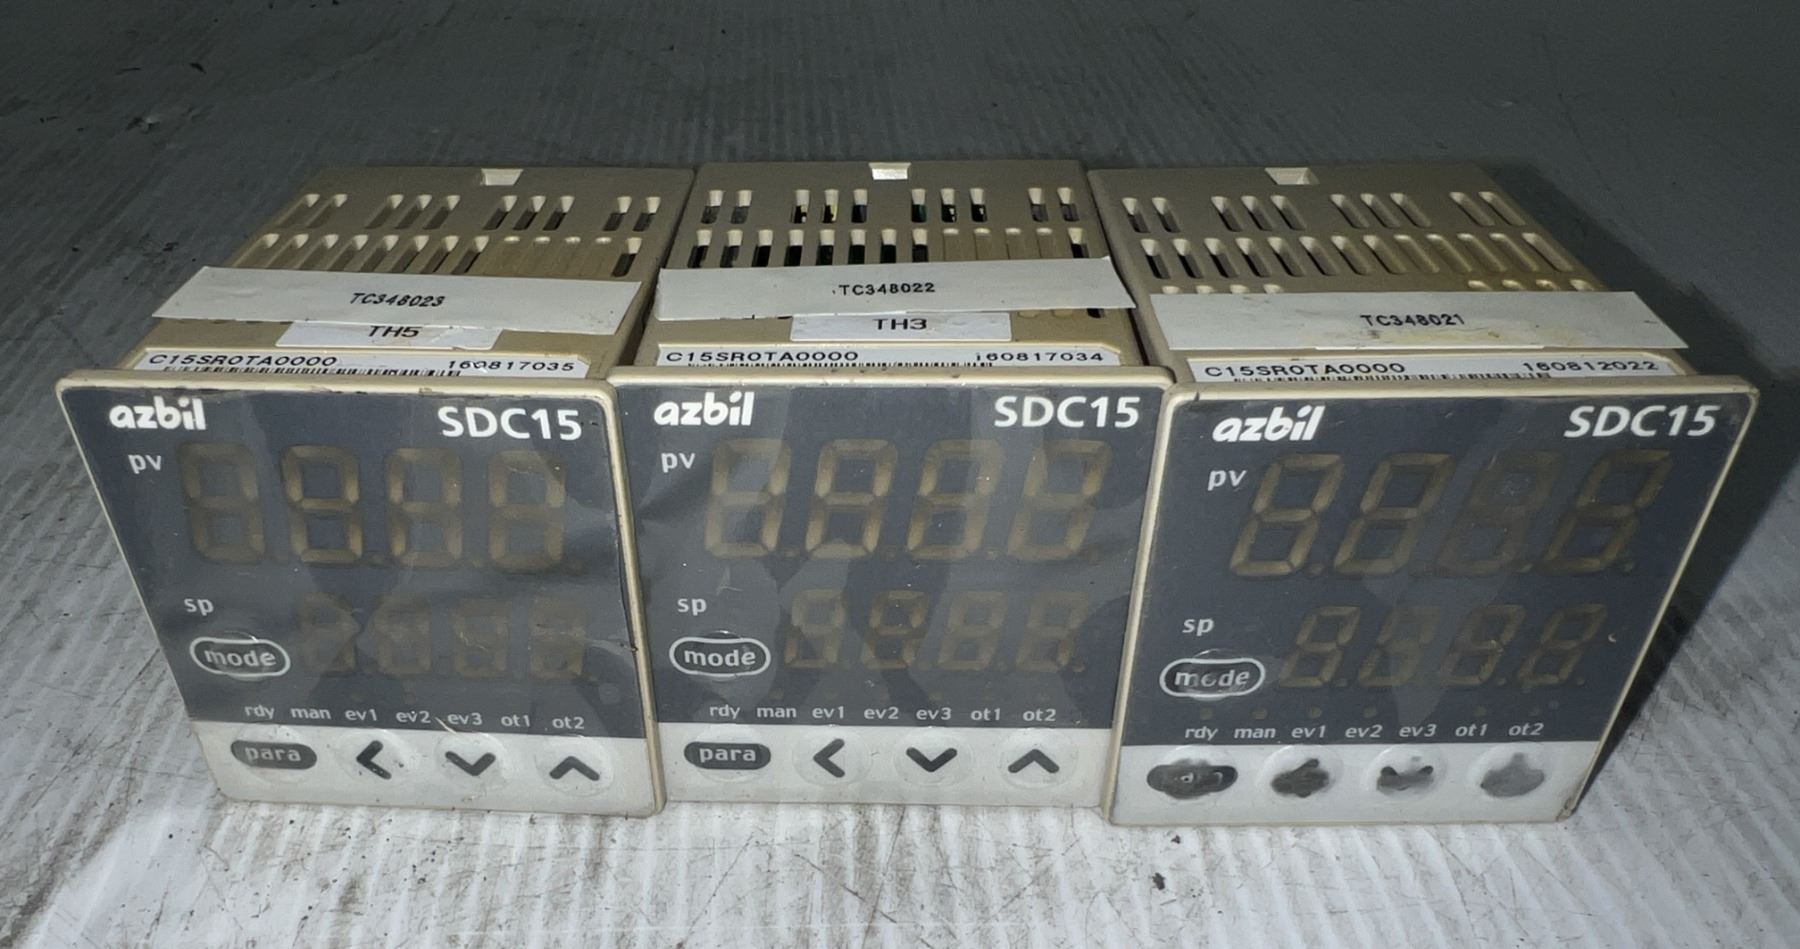 TC348023
TH5
C15SR0TA0000 160817035
azbil SDC15
pv
sp
mode
rdy man ev1 ev2 ev3 ot1 ot2
para
TC348022
TH3
C15SR0TA0000 160817034
azbil SDC15
pv
sp
mode
rdy man ev1 ev2 ev3 ot1 ot2
para
TC348021
C15SR0TA0000 160812022
azbil SDC15
pv
sp
mode
rdy man ev1 ev2 ev3 ot1 ot2